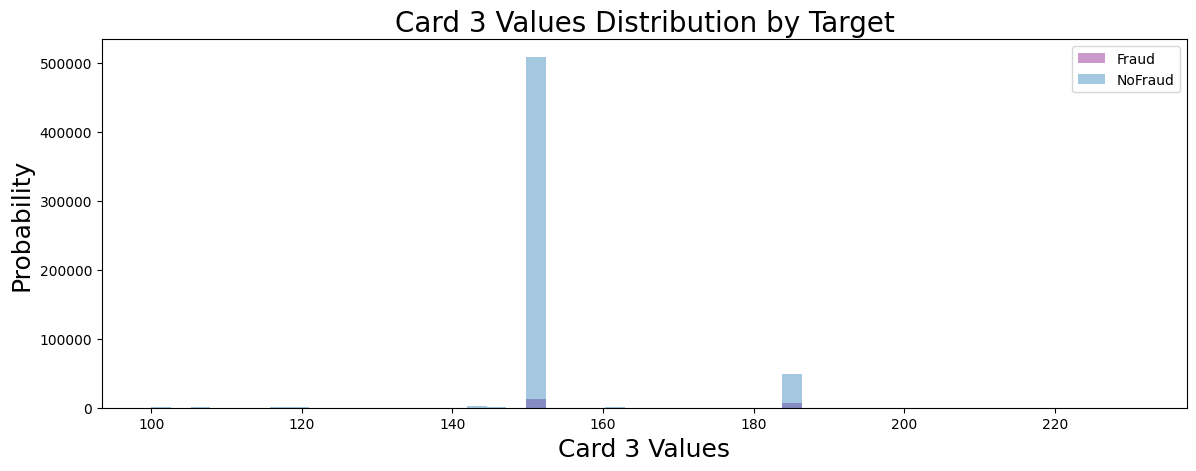 Card 3 Values Distribution by Target
Fraud
NoFraud
500000
400000
300000
200000
100000
0
Probability
100 120 140 160 180 200 220
Card 3 Values